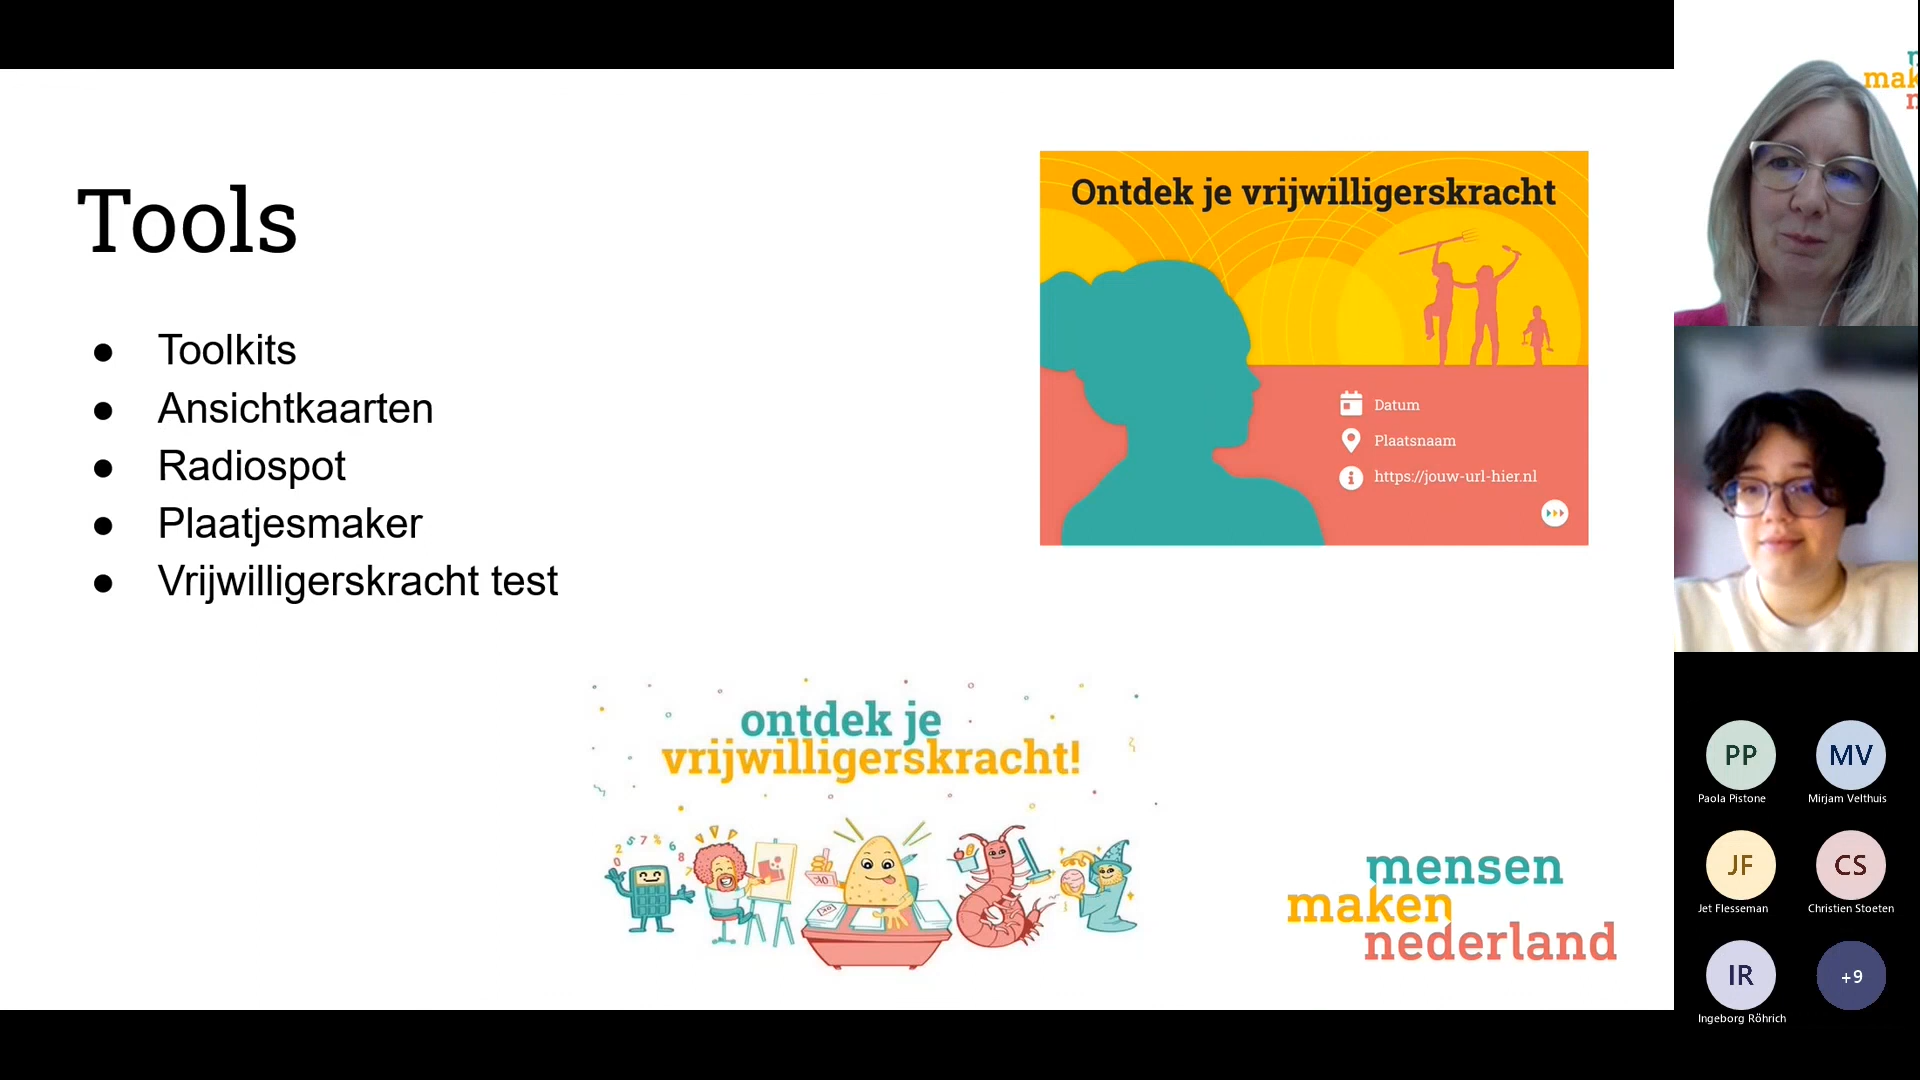 Tools
● Toolkits
● Ansichtkaarten
● Radiospot
● Plaatjesmaker
● Vrijwilligerskracht test
Ontdek je vrijwilligerskracht
Datum
Plaatsnaam
https://jouw-url-hier.nl
ontdek je
vrijwilligerskracht!
mensen
maken
nederland
PP
Paola Pistone
MV
Mirjam Velthuis
JF
Jet Flesseman
CS
Christien Stoeten
IR
Ingeborg Röhrich
+9